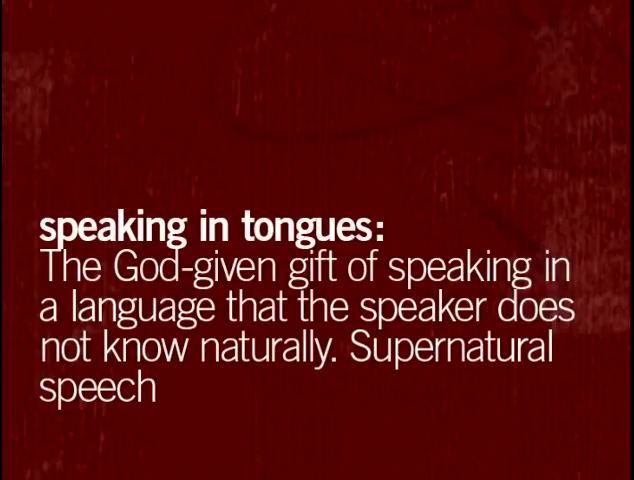 speaking in tongues:
The God-given gift of speaking in
a language that the speaker does
not know naturally. Supernatural
speech